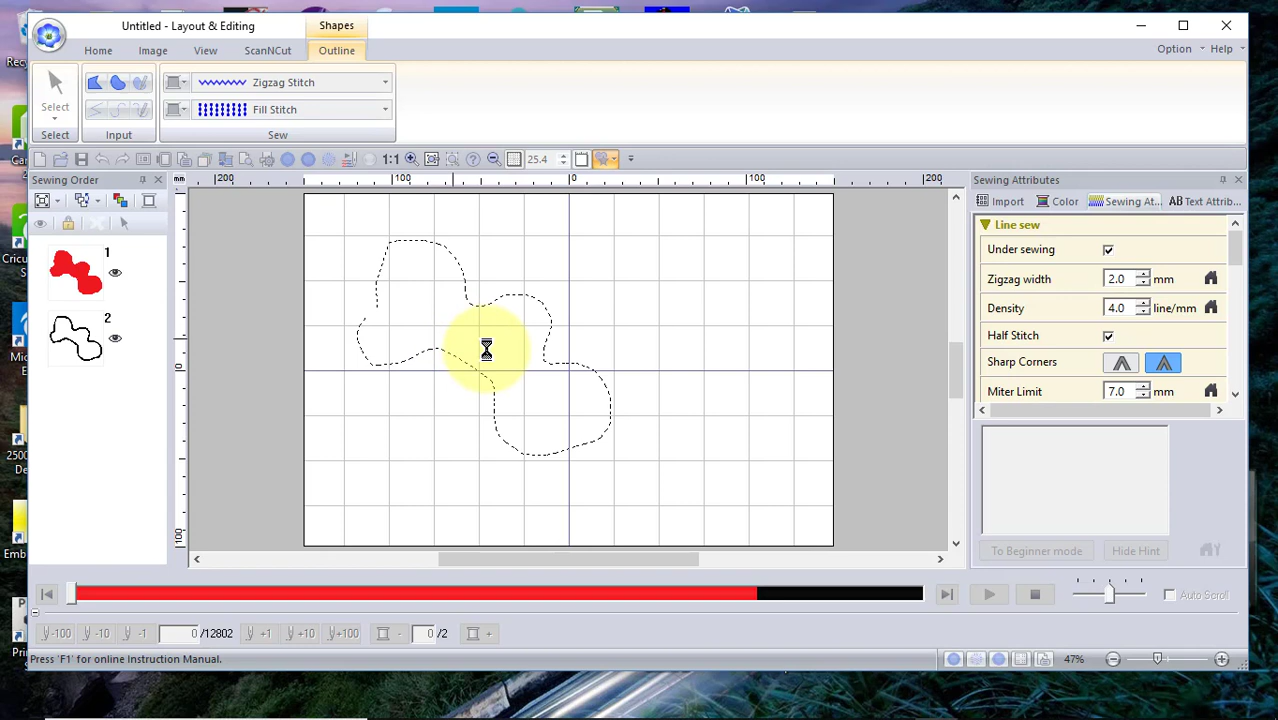 Untitled - Layout & Editing
Shapes
Home Image View ScanNCut Outline
Option Help
Select
Zigzag Stitch
Fill Stitch
Select Input Sew
1:1 25.4
Sewing Order
mm 200 100 0 100 200
Sewing Attributes
Import Color Sewing At... AB Text Attrib...
1
2
0
100
Line sew
Under sewing
Zigzag width 2.0 mm
Density 4.0 line/mm
Half Stitch
Sharp Corners
Miter Limit 7.0 mm
To Beginner mode Hide Hint
Auto Scroll
-100 -10 -1 0 /12802 +1 +10 +100 - 0 /2 +
Press 'F1' for online Instruction Manual.
47%